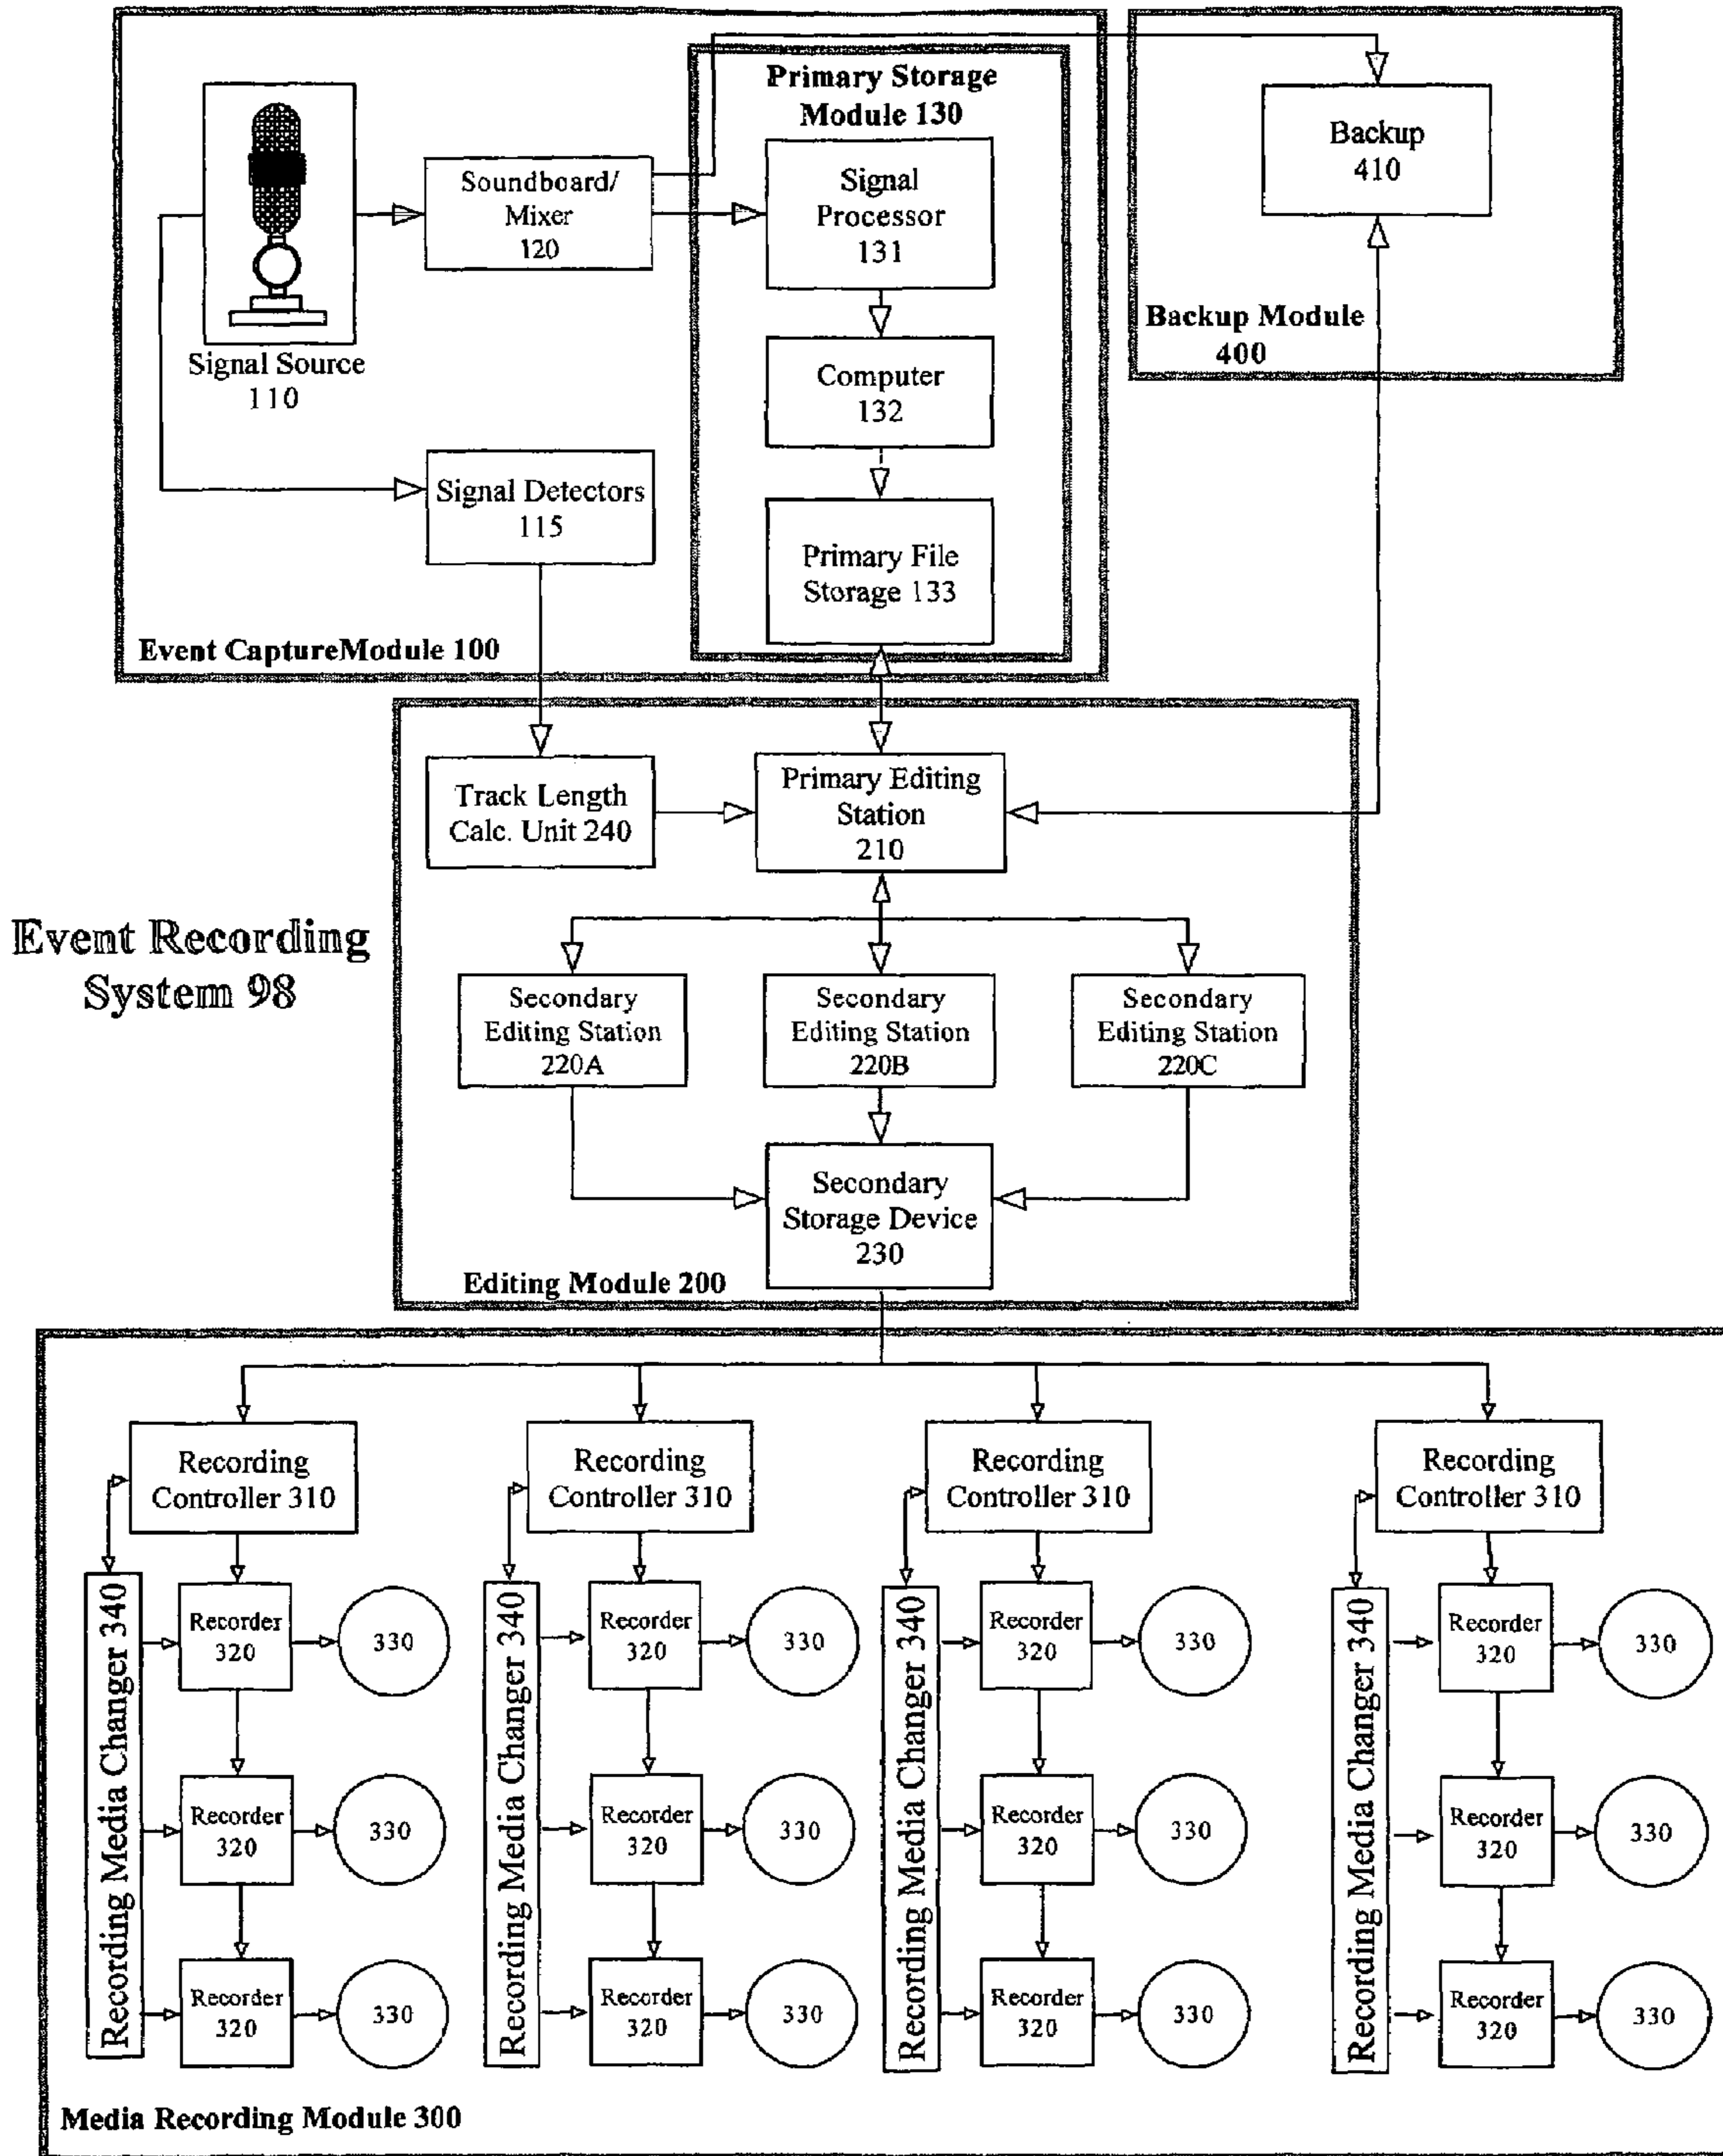 Primary Storage
Module 130
Signal Source
110
Soundboard/
Mixer
120
Signal
Processor
131
Computer
132
Primary File
Storage 133
Signal Detectors
115
Event CaptureModule 100
Backup
410
Backup Module
400
Track Length
Calc. Unit 240
Primary Editing
Station
210
Event Recording
System 98
Secondary
Editing Station
220A
Secondary
Editing Station
220B
Secondary
Editing Station
220C
Secondary
Storage Device
230
Editing Module 200
Recording
Controller 310
Recording
Controller 310
Recording
Controller 310
Recording
Controller 310
Recording Media Changer 340
Recorder
320
330
Recorder
320
330
Recorder
320
330
Recording Media Changer 340
Recorder
320
330
Recorder
320
330
Recorder
320
330
Recording Media Changer 340
Recorder
320
330
Recorder
320
330
Recorder
320
330
Recording Media Changer 340
Recorder
320
330
Recorder
320
330
Recorder
320
330
Media Recording Module 300